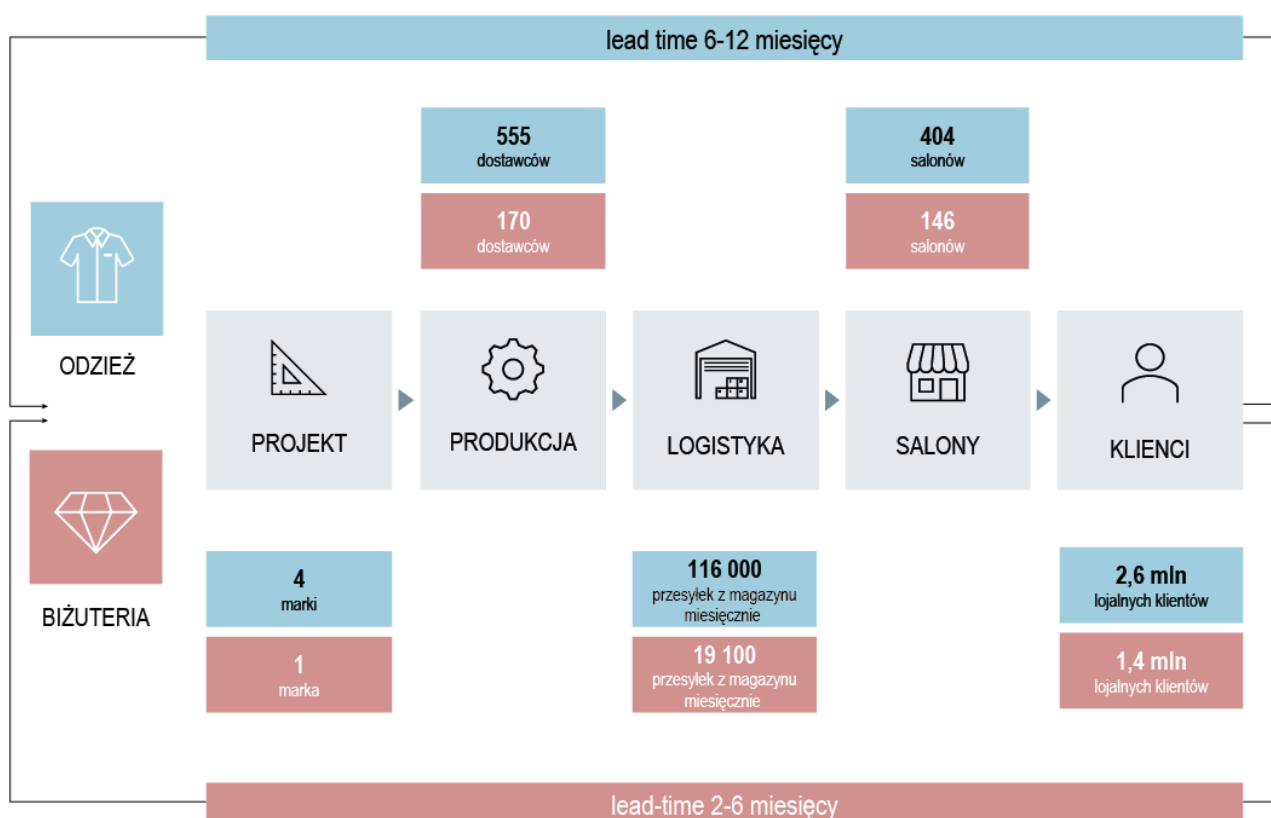 lead time 6-12 miesięcy
555
dostawców
404
salonów
170
dostawców
146
salonów
ODZIEŻ
PROJEKT
PRODUKCJA
LOGISTYKA
SALONY
KLIENCI
BIŻUTERIA
4
marki
116 000
przesyłek z magazynu
miesięcznie
2,6 mln
lojalnych klientów
1
marka
19 100
przesyłek z magazynu
miesięcznie
1,4 mln
lojalnych klientów
lead-time 2-6 miesięcy